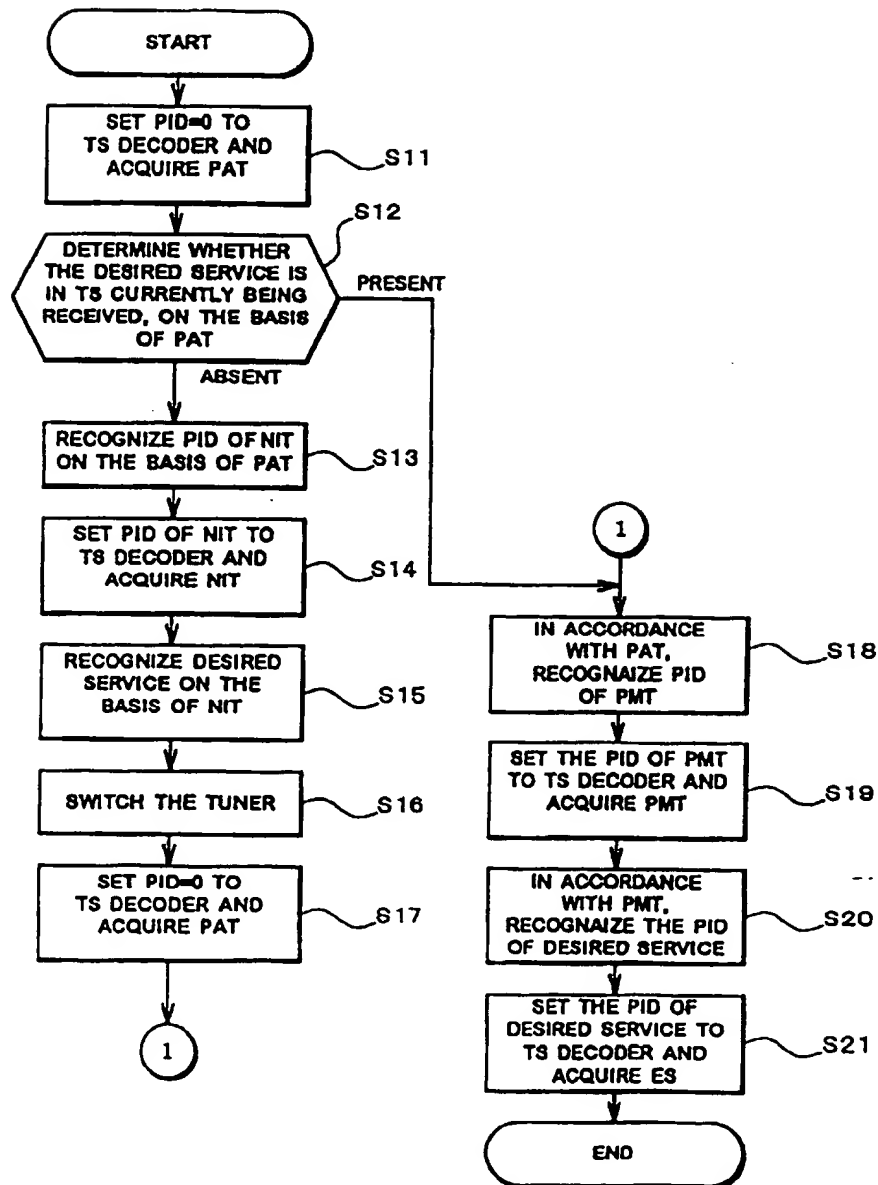 START
SET PID=0 TO
TS DECODER AND
ACQUIRE PAT
S11
S12
DETERMINE WHETHER
THE DESIRED SERVICE IS
IN TS CURRENTLY BEING
RECEIVED, ON THE BASIS
OF PAT
PRESENT
ABSENT
RECOGNIZE PID OF NIT
ON THE BASIS OF PAT
S13
SET PID OF NIT TO
TS DECODER AND
ACQUIRE NIT
S14
RECOGNIZE DESIRED
SERVICE ON THE
BASIS OF NIT
S15
SWITCH THE TUNER
S16
SET PID=0 TO
TS DECODER AND
ACQUIRE PAT
S17
1
1
IN ACCORDANCE
WITH PAT,
RECOGNAIZE PID
OF PMT
S18
SET THE PID OF PMT
TO TS DECODER AND
ACQUIRE PMT
S19
IN ACCORDANCE
WITH PMT,
RECOGNAIZE THE PID
OF DESIRED SERVICE
S20
SET THE PID OF
DESIRED SERVICE TO
TS DECODER AND
ACQUIRE ES
S21
END